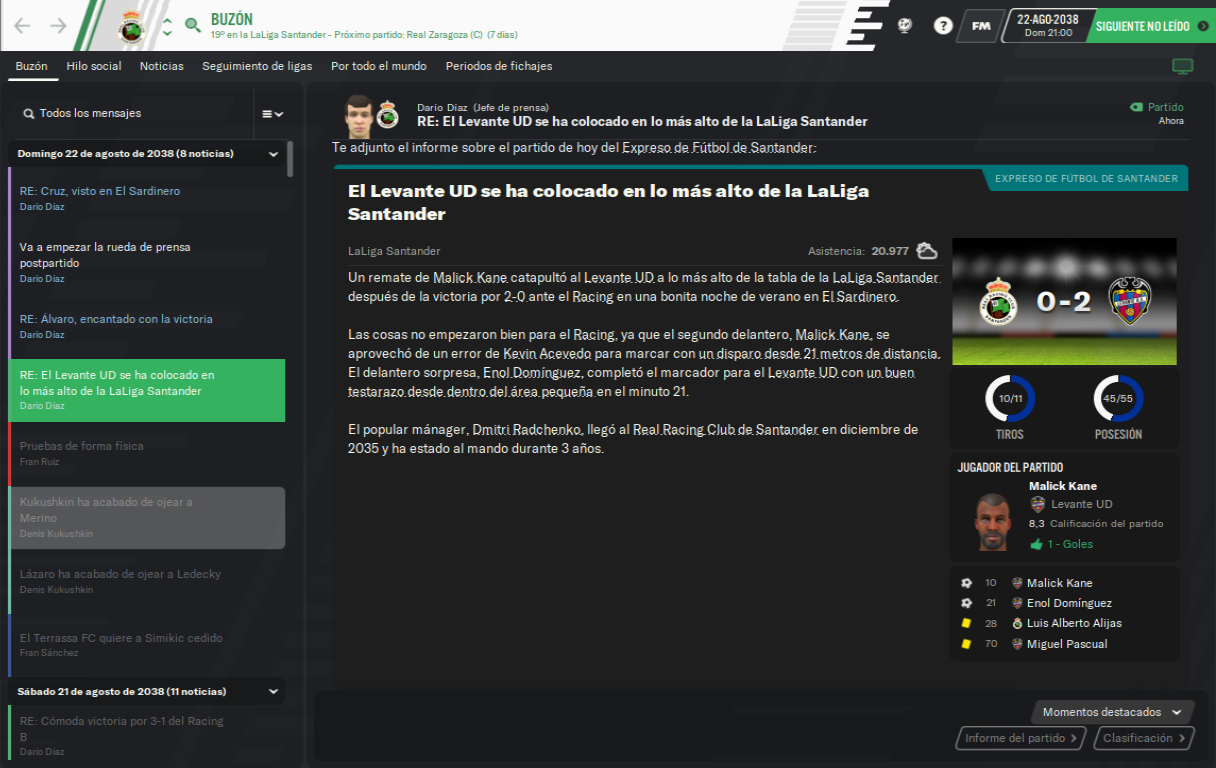 BUZÓN
19º en la LaLiga Santander - Próximo partido: Real Zaragoza (C) (7 días)
?
FM
22-AGO-2038
Dom 21:00
SIGUIENTE NO LEÍDO
Buzón
Hilo social
Noticias
Seguimiento de ligas
Por todo el mundo
Periodos de fichajes
Todos los mensajes
Domingo 22 de agosto de 2038 (8 noticias)
RE: Cruz, visto en El Sardinero
Darío Díaz
Va a empezar la rueda de prensa
postpartido
Darío Díaz
RE: Álvaro, encantado con la victoria
Darío Díaz
RE: El Levante UD se ha colocado en
lo más alto de la LaLiga Santander
Darío Díaz
Pruebas de forma física
Fran Ruiz
Kukushkin ha acabado de ojear a
Merino
Denis Kukushkin
Lázaro ha acabado de ojear a Ledecky
Denis Kukushkin
El Terrassa FC quiere a Simikic cedido
Fran Sánchez
Sábado 21 de agosto de 2038 (11 noticias)
RE: Cómoda victoria por 3-1 del Racing
B
Darío Díaz
Darío Díaz (Jefe de prensa)
RE: El Levante UD se ha colocado en lo más alto de la LaLiga Santander
Partido
Ahora
Te adjunto el informe sobre el partido de hoy del Expreso de Fútbol de Santander:
EXPRESO DE FÚTBOL DE SANTANDER
El Levante UD se ha colocado en lo más alto de la LaLiga
Santander
LaLiga Santander
Asistencia: 20.977
Un remate de Malick Kane catapultó al Levante UD a lo más alto de la tabla de la LaLiga Santander
después de la victoria por 2-0 ante el Racing en una bonita noche de verano en El Sardinero.
Las cosas no empezaron bien para el Racing, ya que el segundo delantero, Malick Kane, se
aprovechó de un error de Kevin Acevedo para marcar con un disparo desde 21 metros de distancia.
El delantero sorpresa, Enol Domínguez, completó el marcador para el Levante UD con un buen
testarazo desde dentro del área pequeña en el minuto 21.
El popular mánager, Dmitri Radchenko, llegó al Real Racing Club de Santander en diciembre de
2035 y ha estado al mando durante 3 años.
0-2
10/11
TIROS
45/55
POSESIÓN
JUGADOR DEL PARTIDO
Malick Kane
Levante UD
8,3 Calificación del partido
1 - Goles
10 Malick Kane
21 Enol Domínguez
28 Luis Alberto Alijas
70 Miguel Pascual
Momentos destacados
Informe del partido
Clasificación